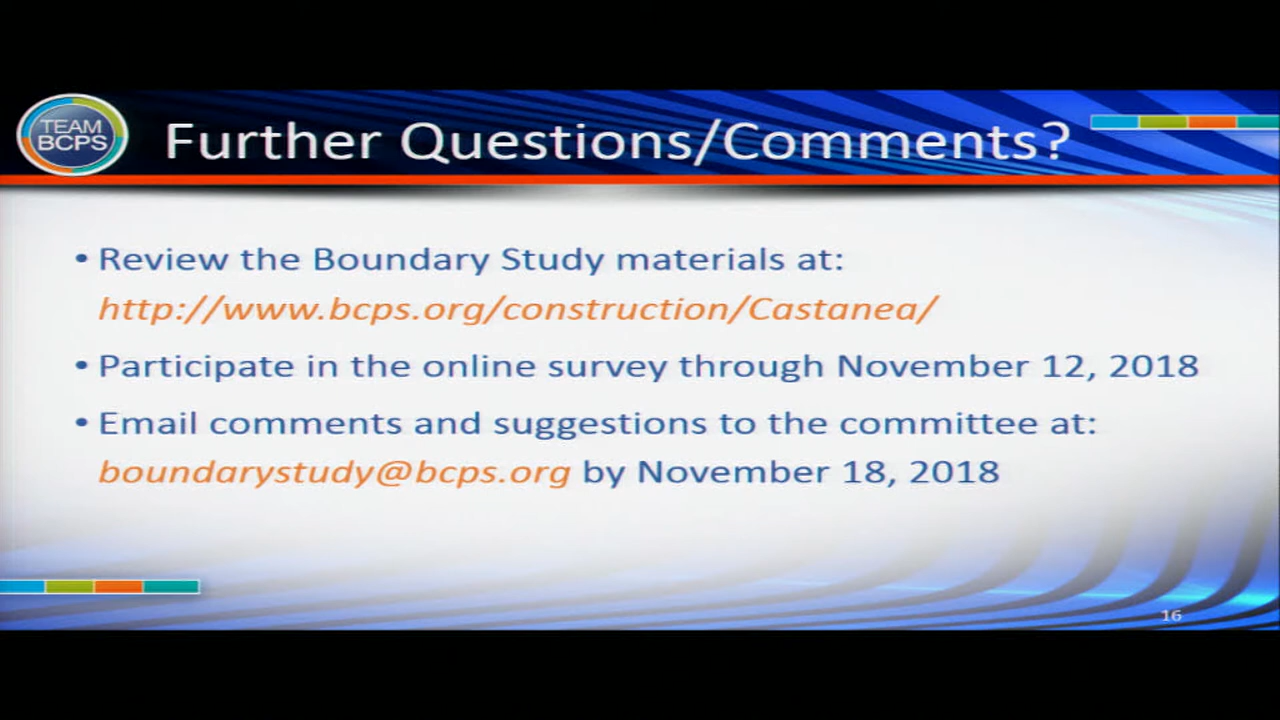 TEAM
BCPS
Further Questions/Comments?
• Review the Boundary Study materials at:
http://www.bcps.org/construction/Castanea/
• Participate in the online survey through November 12, 2018
• Email comments and suggestions to the committee at:
boundarystudy@bcps.org by November 18, 2018
16